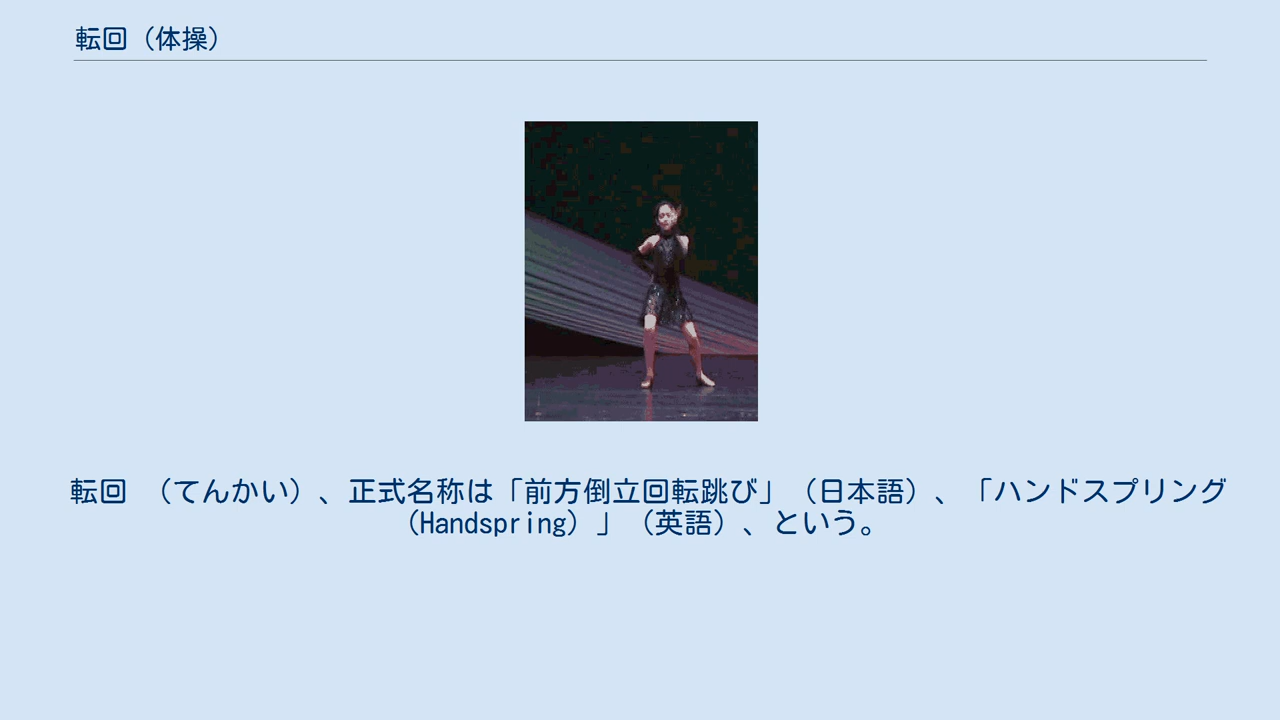 転回（体操）
転回　（てんかい）、正式名称は「前方倒立回転跳び」（日本語）、「ハンドスプリング
（Handspring）」（英語）、という。